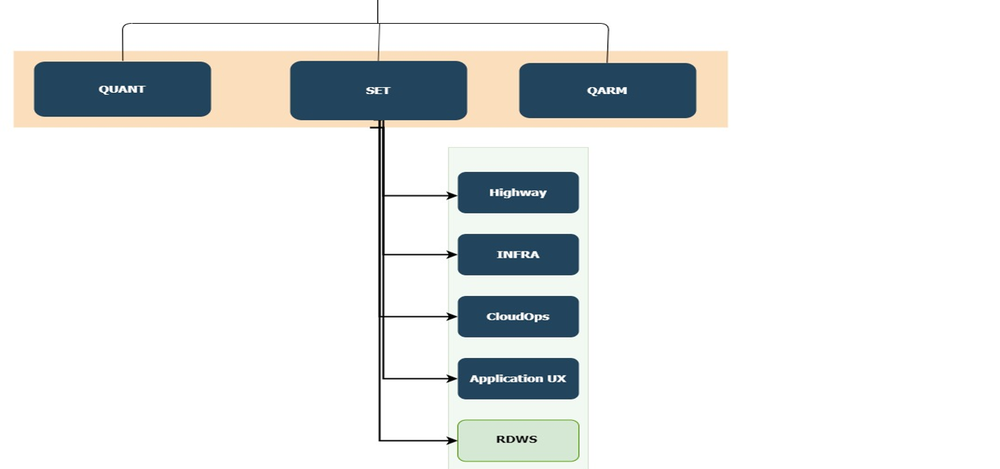 QUANT
SET
QARM
Highway
INFRA
CloudOps
Application UX
RDWS